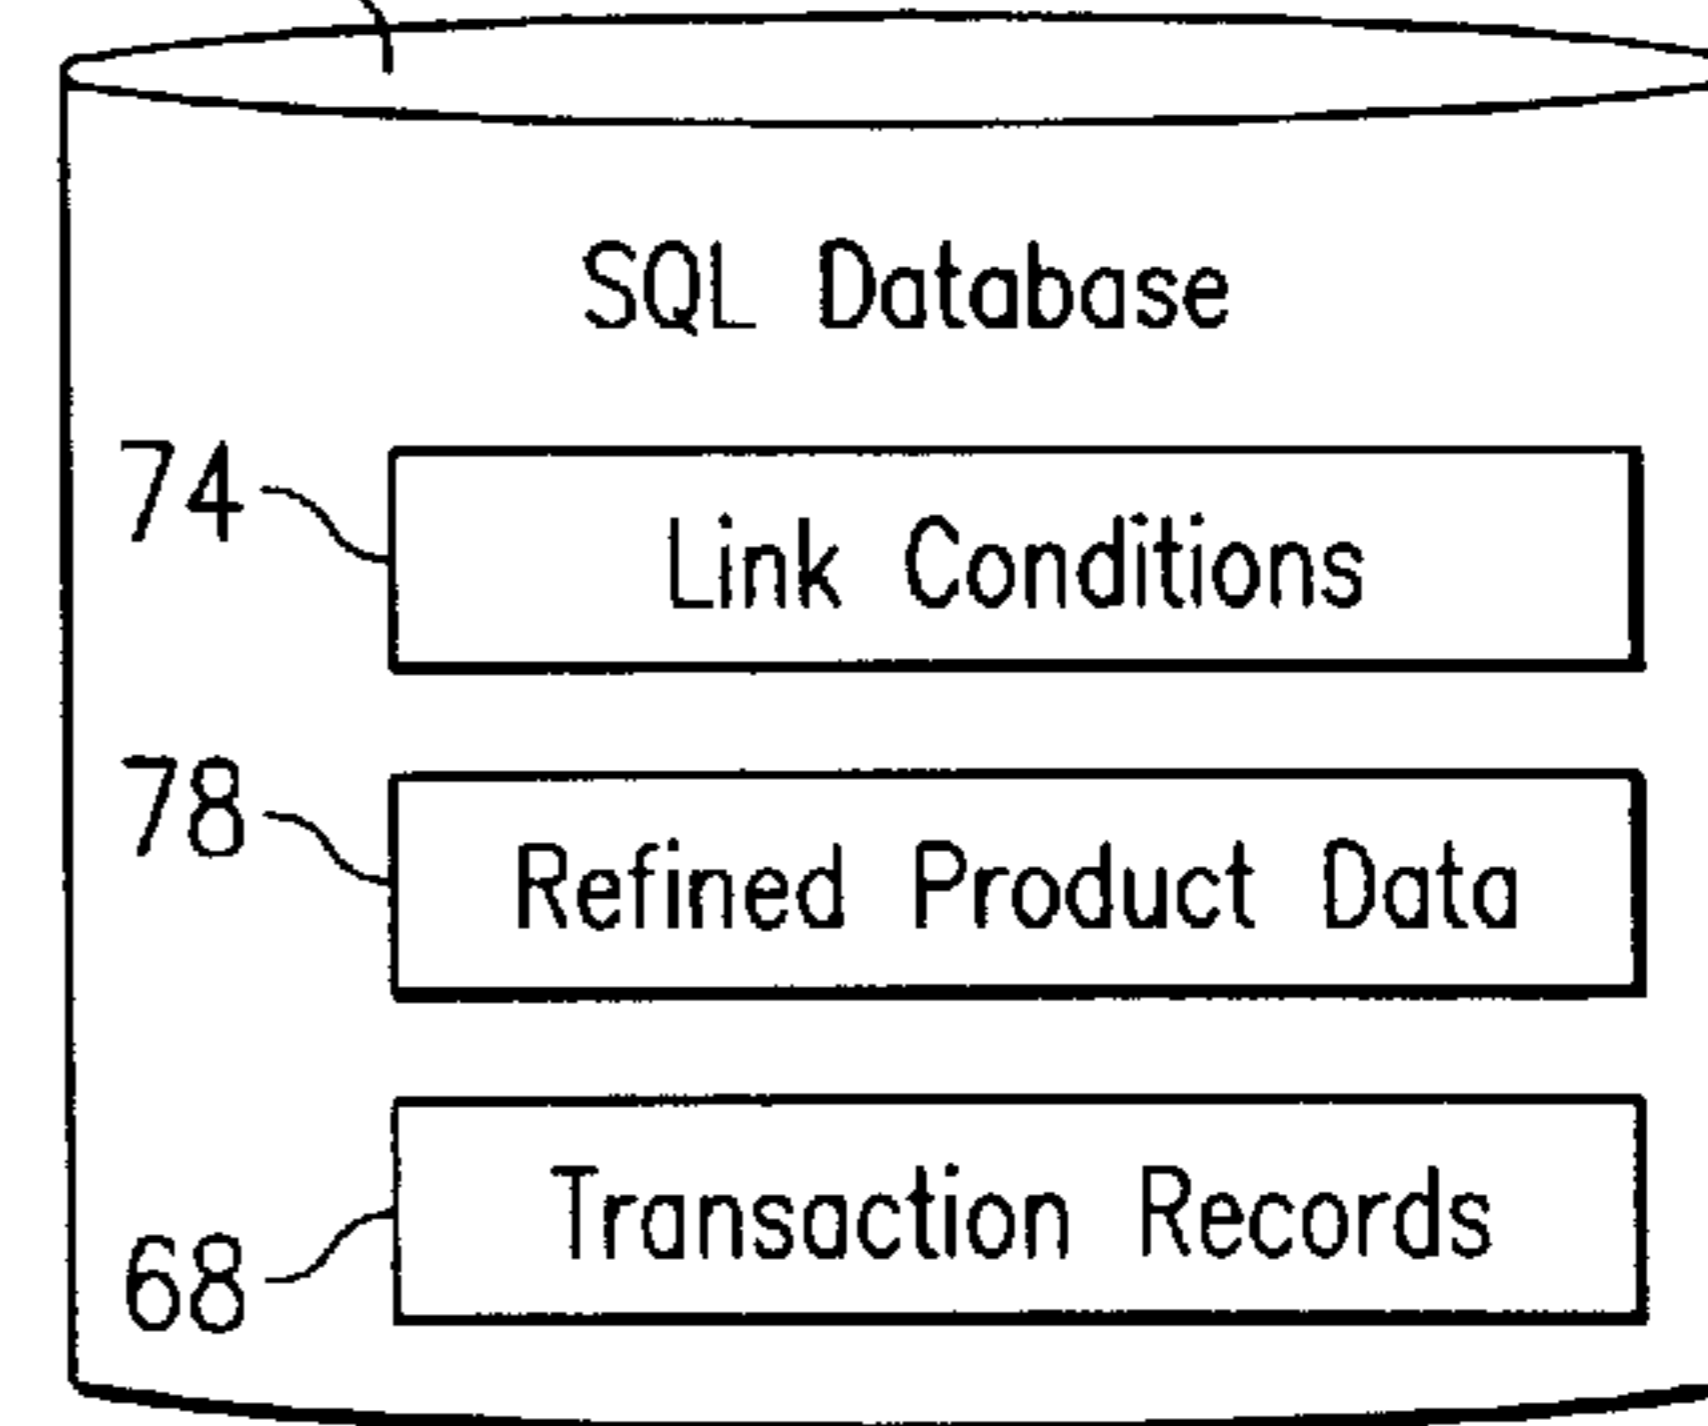 SQL Database
74
Link Conditions
78
Refined Product Data
Transaction Records
68